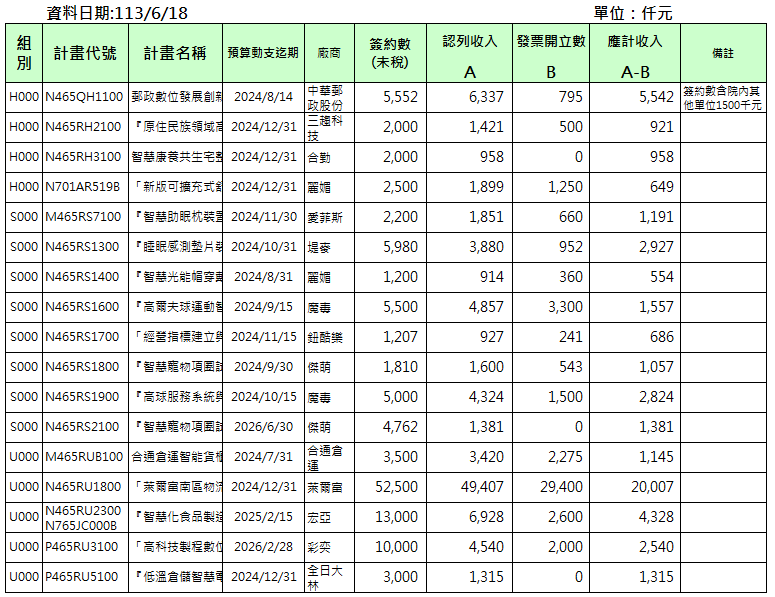 資料日期:113/6/18 單位：仟元
組別 計畫代號 計畫名稱 預算動支迄期 廠商 簽約數(未稅) 認列收入 A 發票開立數 B 應計收入 A-B 備註
H000 N465QH1100 郵政數位發展創新 2024/8/14 中華郵政股份 5,552 6,337 795 5,542 簽約數含院內其他單位1500千元
H000 N465RH2100 『原住民族領域高 2024/12/31 三趨科技 2,000 1,421 500 921
H000 N465RH3100 智慧康養共生宅整 2024/12/31 合勤 2,000 958 0 958
H000 N701AR519B 「新版可擴充式 2024/12/31 麗媚 2,500 1,899 1,250 649
S000 M465RS7100 『智慧助眠枕裝置 2024/11/30 愛菲斯 2,200 1,851 660 1,191
S000 N465RS1300 『睡眠感測墊片裝 2024/10/31 堤麥 5,980 3,880 952 2,927
S000 N465RS1400 『智慧光能帽穿戴 2024/8/31 麗媚 1,200 914 360 554
S000 N465RS1600 『高爾夫球運動智 2024/9/15 魔毒 5,500 4,857 3,300 1,557
S000 N465RS1700 「經營指標建立與 2024/11/15 鈕酷樂 1,207 927 241 686
S000 N465RS1800 『智慧寵物項圈試 2024/9/30 傑萌 1,810 1,600 543 1,057
S000 N465RS1900 『高球服務系統與 2024/10/15 魔毒 5,000 4,324 1,500 2,824
S000 N465RS2100 『智慧寵物項圈試 2026/6/30 傑萌 4,762 1,381 0 1,381
U000 M465RUB100 合通倉運智能貨櫃 2024/7/31 合通倉運 3,500 3,420 2,275 1,145
U000 N465RU1800 「萊爾富南區物流 2024/12/31 萊爾富 52,500 49,407 29,400 20,007
U000 N465RU2300 N765JC000B 『智慧化食品製造 2025/2/15 宏亞 13,000 6,928 2,600 4,328
U000 P465RU3100 「高科技製程數位 2026/2/28 彩奕 10,000 4,540 2,000 2,540
U000 P465RU5100 『低溫倉儲智慧電 2024/12/31 全日大林 3,000 1,315 0 1,315